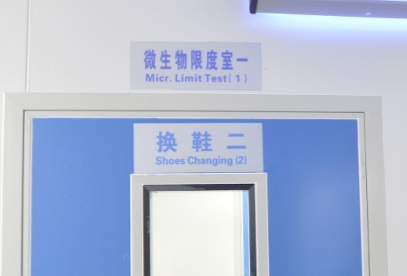 微生物限度室一
Micr. Limit Test(1)
换鞋二
Shoes Changing (2)